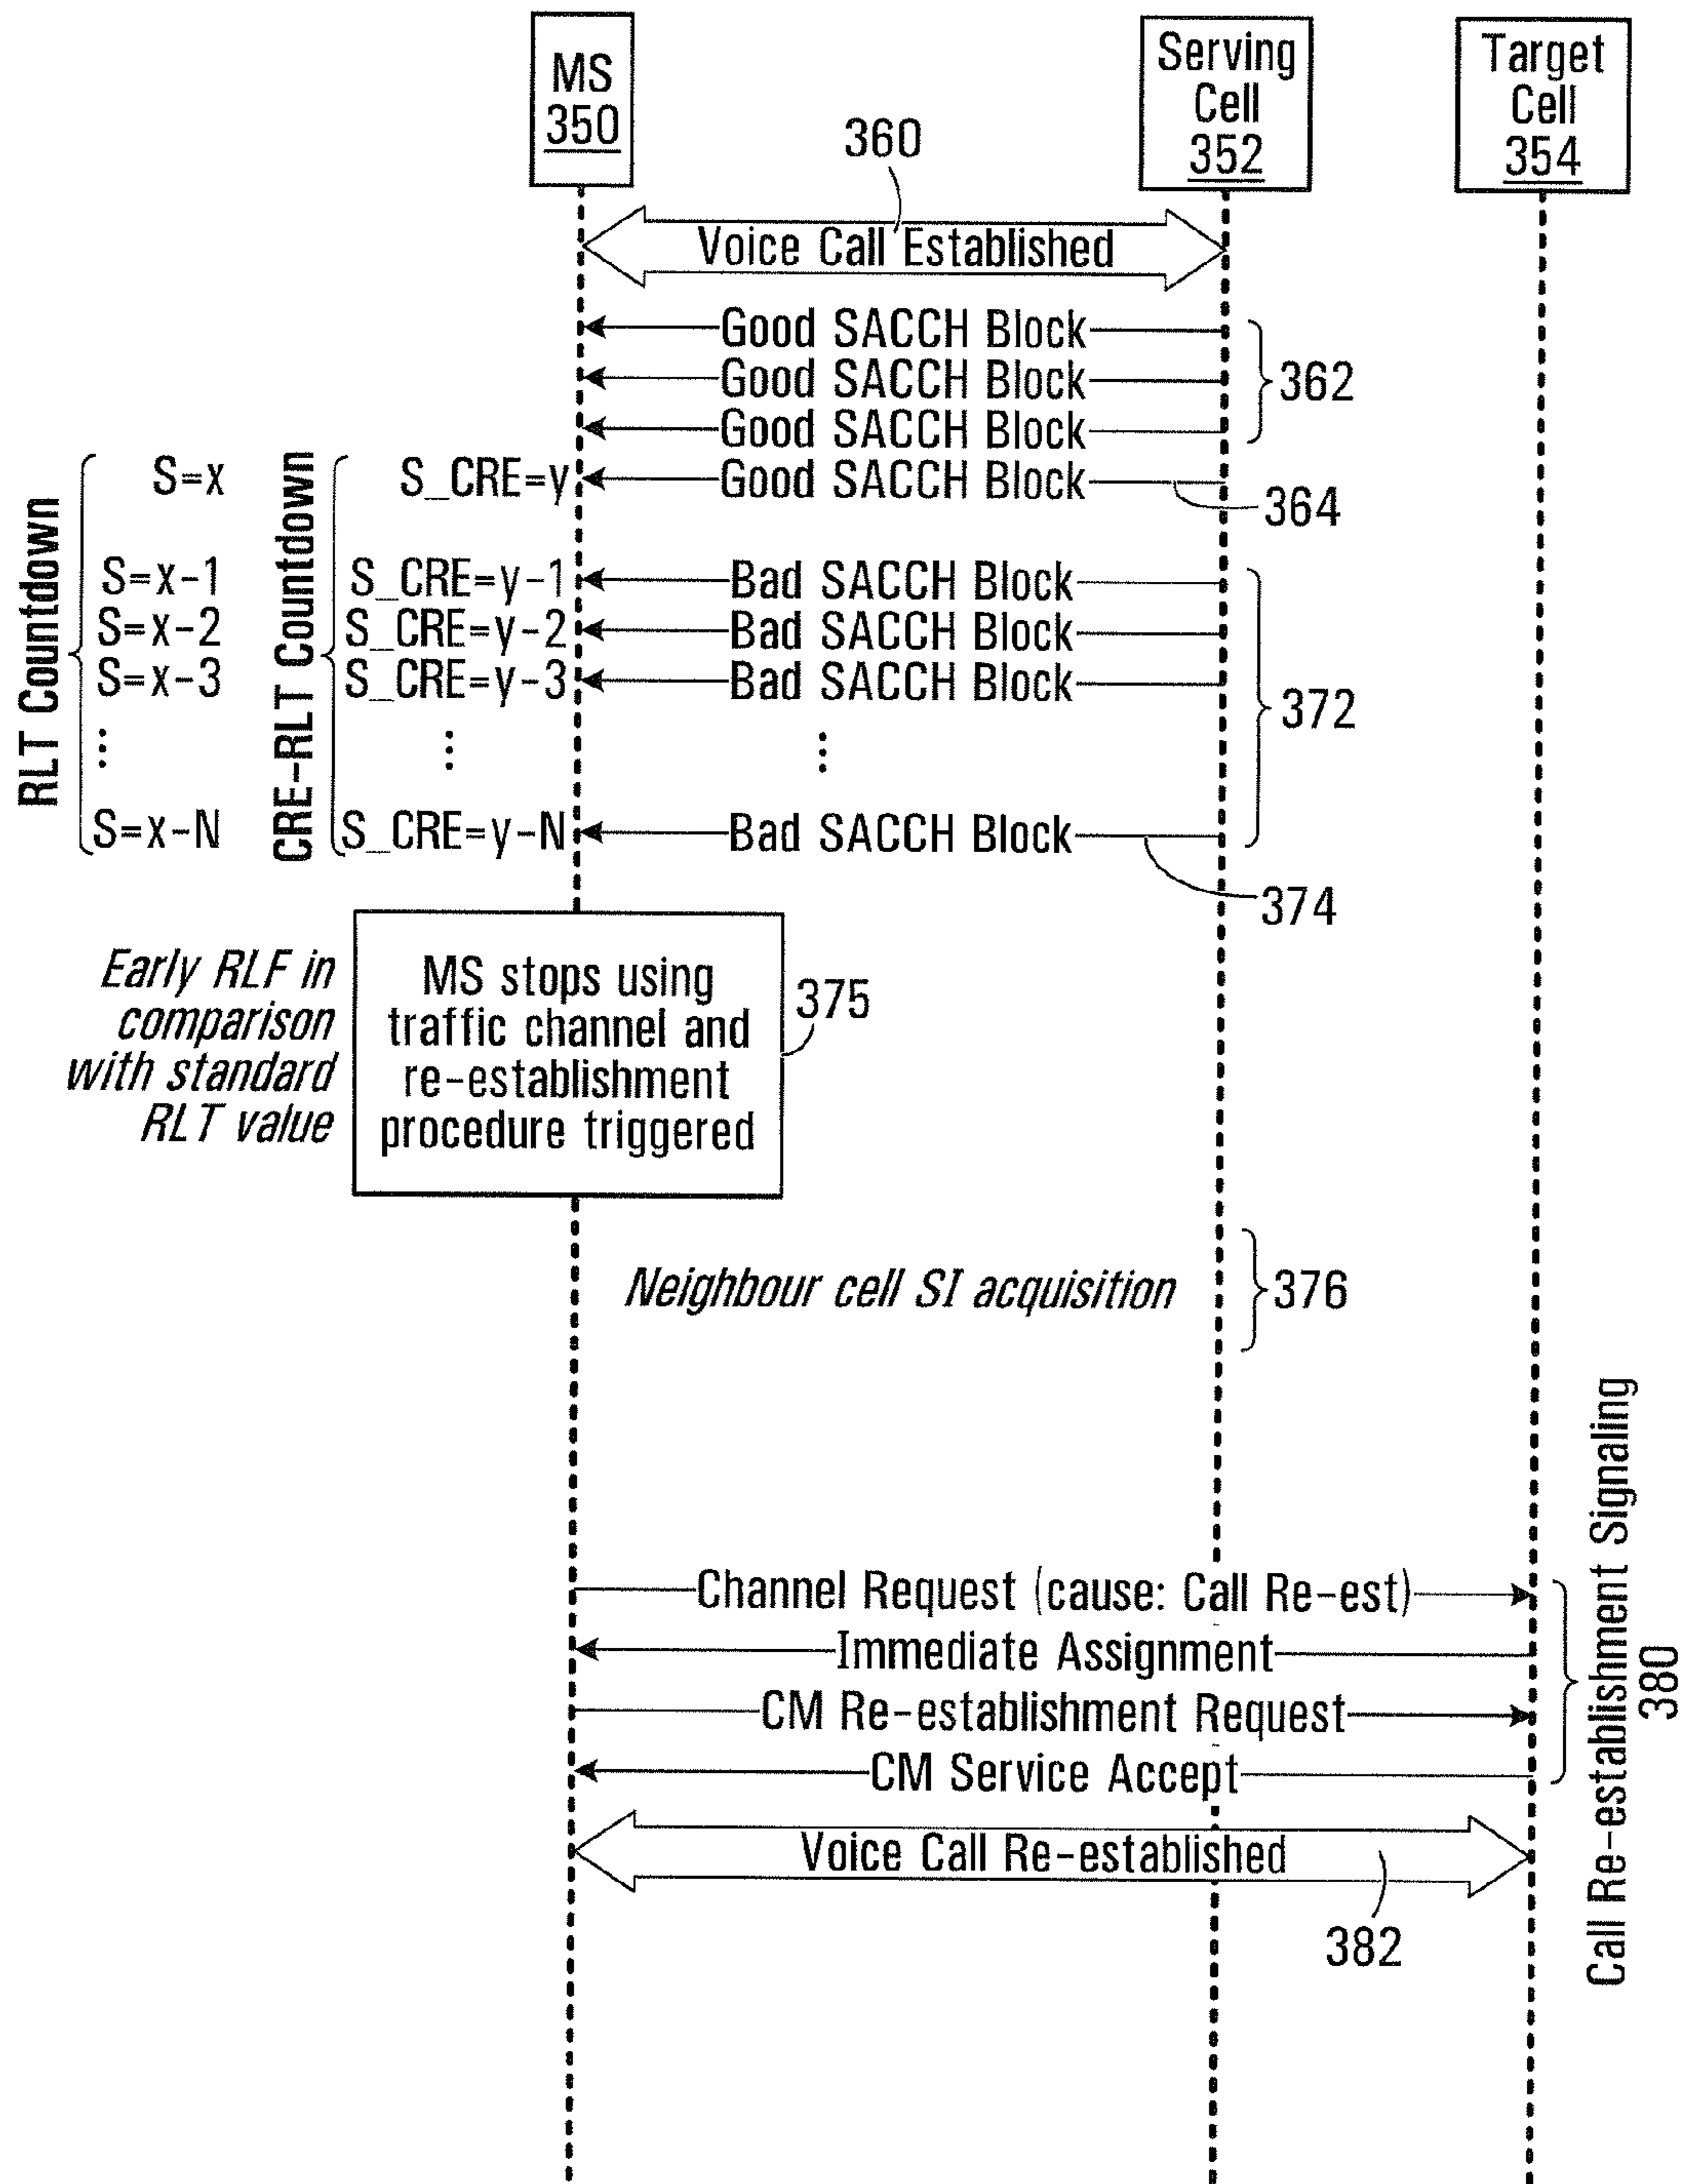 MS
350
Serving
Cell
352
Target
Cell
354
360
Voice Call Established
Good SACCH Block
Good SACCH Block
362
Good SACCH Block
S=x
S_CRE=y
Good SACCH Block
364
RLT Countdown
CRE-RLT Countdown
S=x-1
S_CRE=y-1
Bad SACCH Block
S=x-2
S_CRE=y-2
Bad SACCH Block
S=x-3
S_CRE=y-3
Bad SACCH Block
372
⋮
⋮
⋮
S=x-N
S_CRE=y-N
Bad SACCH Block
374
Early RLF in
comparison
with standard
RLT value
MS stops using
traffic channel and
re-establishment
procedure triggered
375
Neighbour cell SI acquisition
376
Channel Request (cause: Call Re-est)
Immediate Assignment
CM Re-establishment Request
CM Service Accept
Call Re-establishment Signaling
380
Voice Call Re-established
382